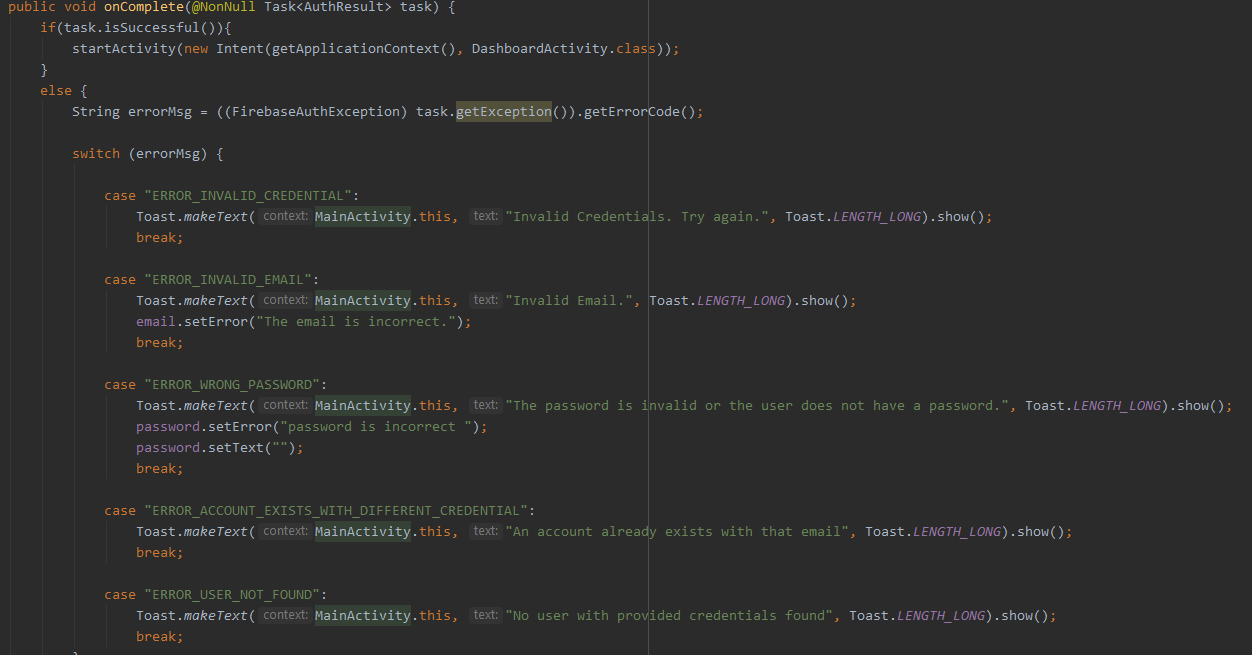 public void onComplete(@NonNull Task<AuthResult> task) {
if(task.isSuccessful()){
startActivity(new Intent(getApplicationContext(), DashboardActivity.class));
}
else {
String errorMsg = ((FirebaseAuthException) task.getException()).getErrorCode();
switch (errorMsg) {
case "ERROR_INVALID_CREDENTIAL":
Toast.makeText( context: MainActivity.this, text: "Invalid Credentials. Try again.", Toast.LENGTH_LONG).show();
break;
case "ERROR_INVALID_EMAIL":
Toast.makeText( context: MainActivity.this, text: "Invalid Email.", Toast.LENGTH_LONG).show();
email.setError("The email is incorrect.");
break;
case "ERROR_WRONG_PASSWORD":
Toast.makeText( context: MainActivity.this, text: "The password is invalid or the user does not have a password.", Toast.LENGTH_LONG).show();
password.setError("password is incorrect ");
password.setText("");
break;
case "ERROR_ACCOUNT_EXISTS_WITH_DIFFERENT_CREDENTIAL":
Toast.makeText( context: MainActivity.this, text: "An account already exists with that email", Toast.LENGTH_LONG).show();
break;
case "ERROR_USER_NOT_FOUND":
Toast.makeText( context: MainActivity.this, text: "No user with provided credentials found", Toast.LENGTH_LONG).show();
break;